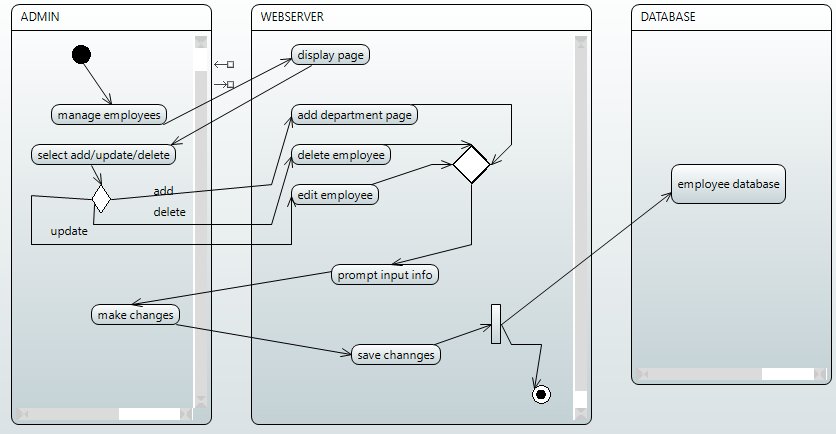 ADMIN
WEBSERVER
DATABASE
display page
manage employees
add department page
select add/update/delete
delete employee
employee database
add
edit employee
delete
update
prompt input info
make changes
save channges